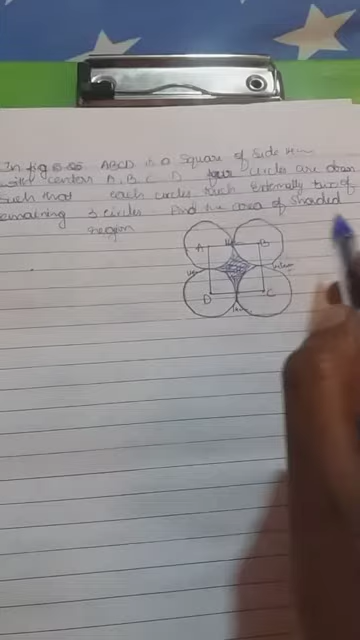 In fig ABCD is a Square of side
with centers A, B, C, D four circles are drawn
Such that each circles touch Externally two of
remaining 3 circles Find the area of Shaded
region
A B
D C